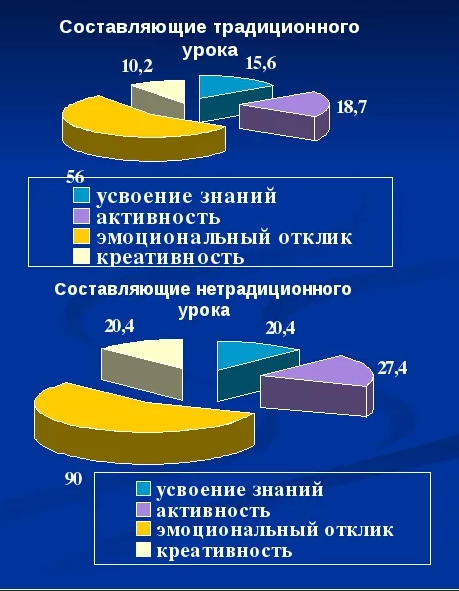 Составляющие традиционного
урока
10,2
15,6
18,7
56
усвоение знаний
активность
эмоциональный отклик
креативность
Составляющие нетрадиционного
урока
20,4
20,4
27,4
90
усвоение знаний
активность
эмоциональный отклик
креативность